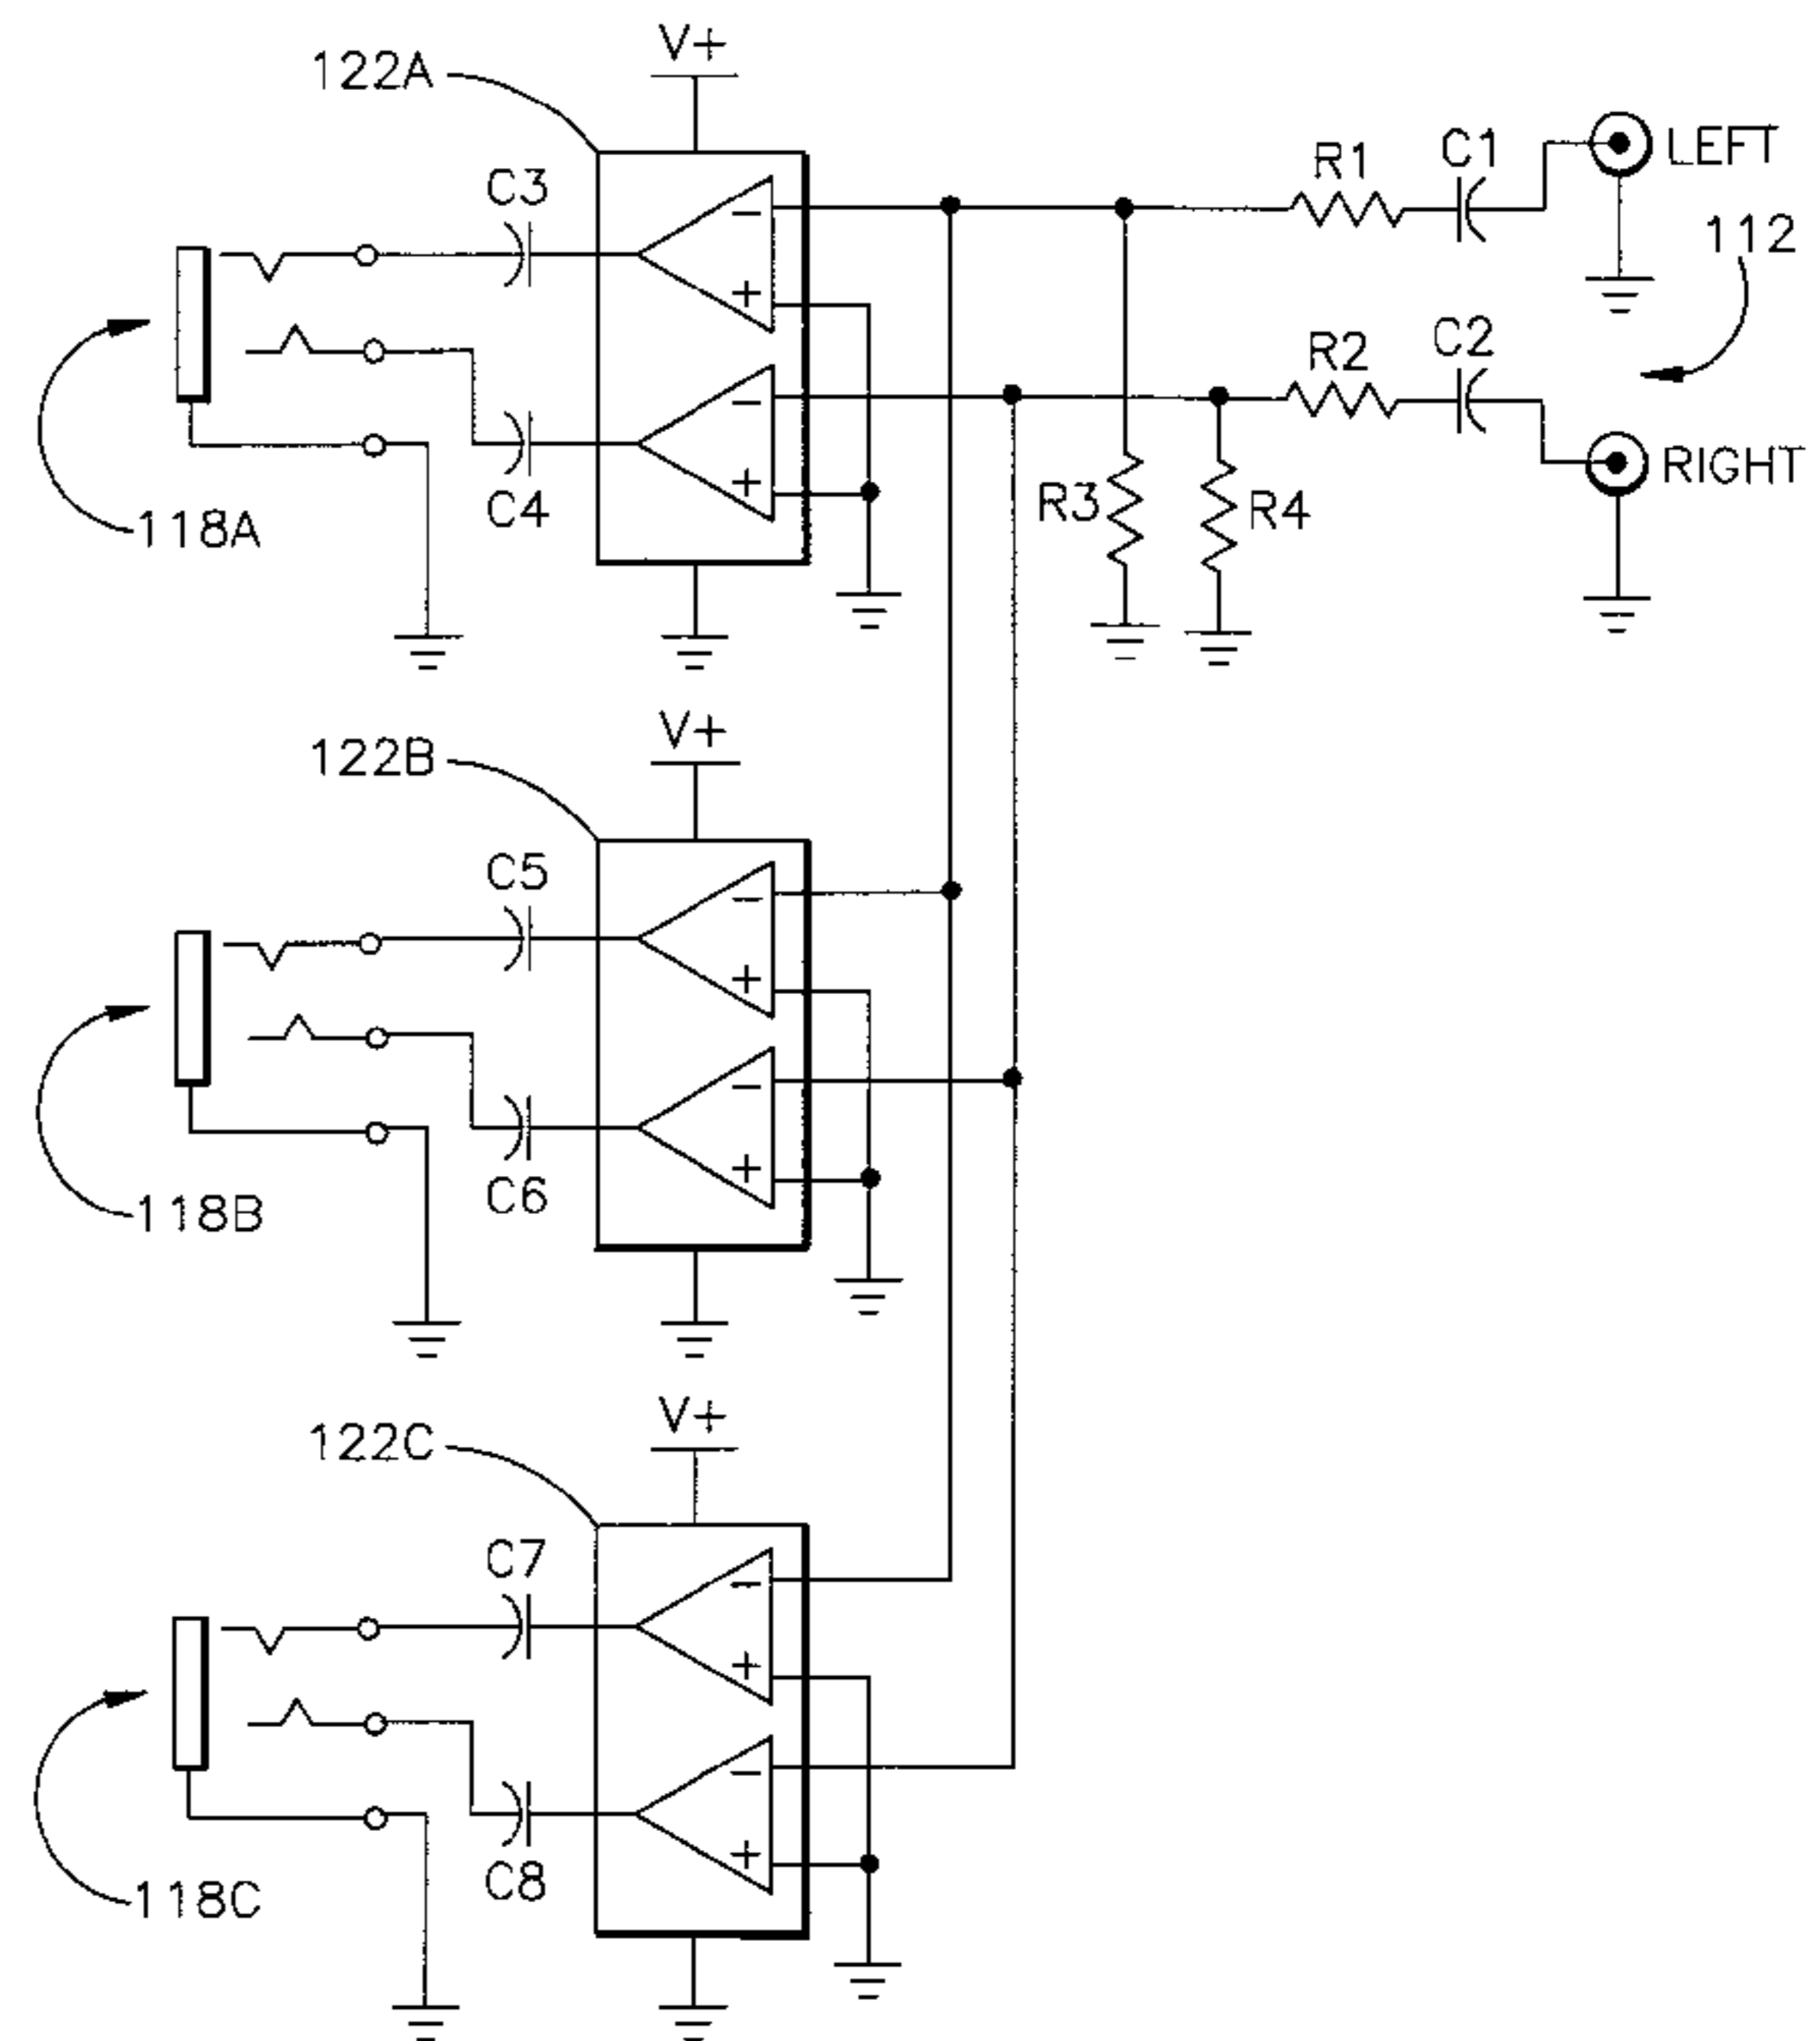 V+
122A
C3
R1
C1
LEFT
112
−
+
R2
C2
−
+
RIGHT
118A
C4
R3
R4
V+
122B
C5
−
+
−
+
118B
C6
V+
122C
C7
−
+
−
+
118C
C8